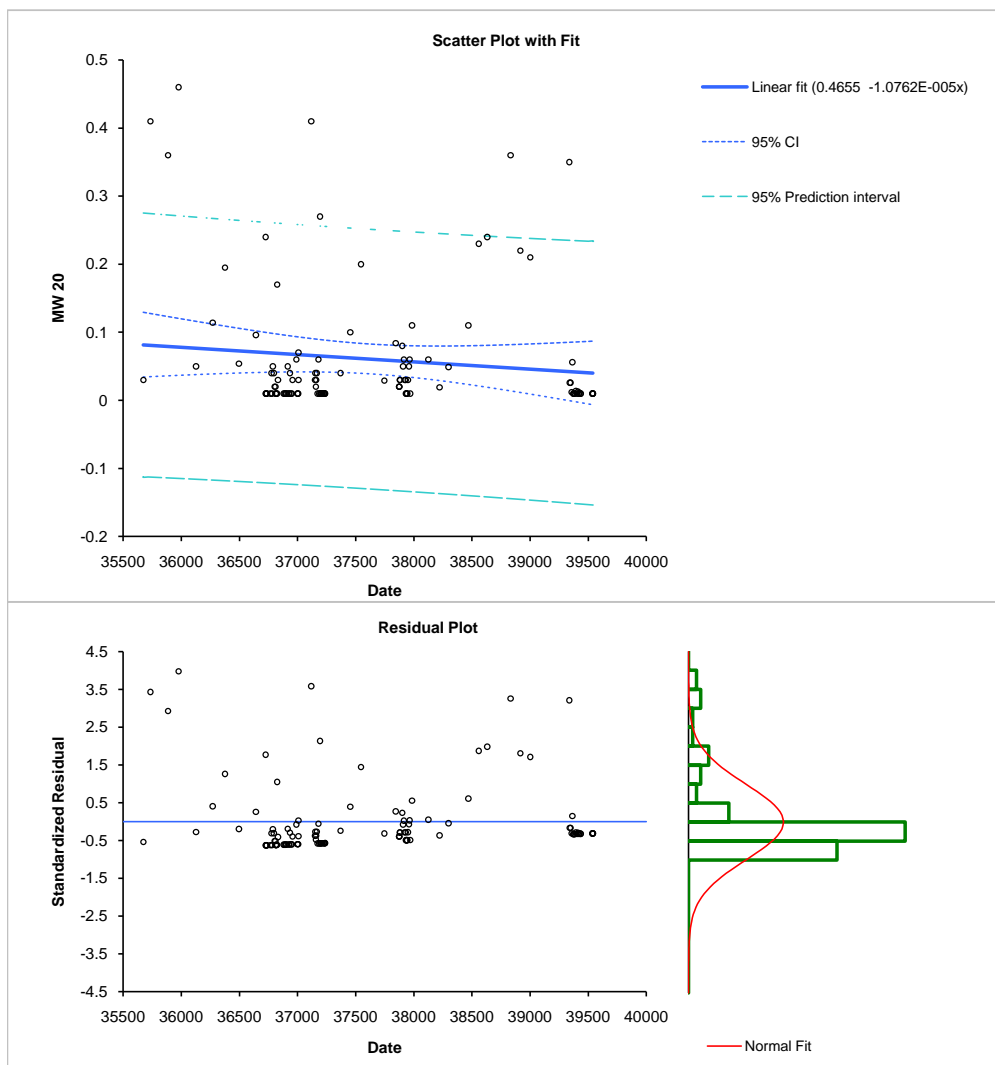 Scatter Plot with Fit
0.5
0.4
0.3
0.2
0.1
0
-0.1
-0.2
MW 20
35500 36000 36500 37000 37500 38000 38500 39000 39500 40000
Date
Linear fit (0.4655 -1.0762E-005x)
95% CI
95% Prediction interval
Residual Plot
4.5
3.5
2.5
1.5
0.5
-0.5
-1.5
-2.5
-3.5
-4.5
Standardized Residual
35500 36000 36500 37000 37500 38000 38500 39000 39500 40000
Date
Normal Fit